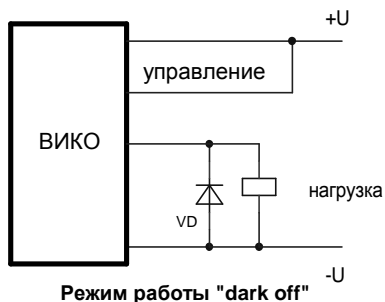 +U
управление
ВИКО
нагрузка
VD
-U
Режим работы "dark off"